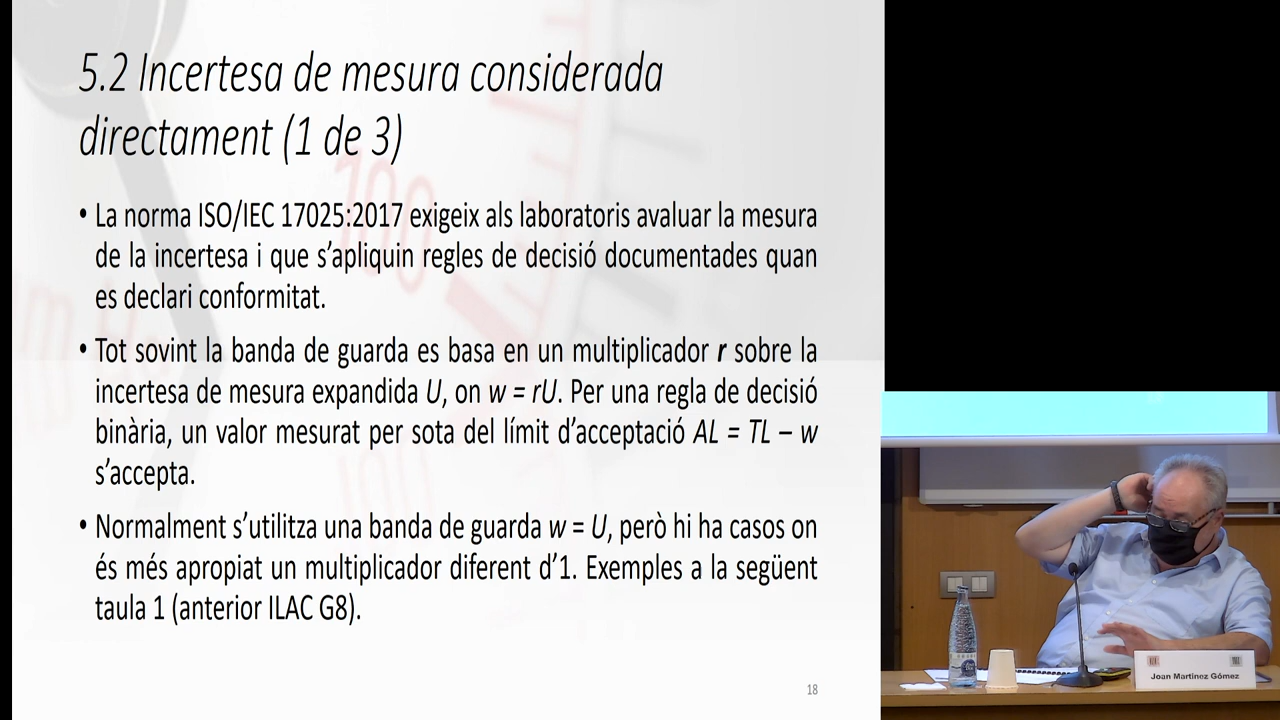 5.2 Incertesa de mesura considerada
directament (1 de 3)
• La norma ISO/IEC 17025:2017 exigeix als laboratoris avaluar la mesura
de la incertesa i que s’apliquin regles de decisió documentades quan
es declari conformitat.
• Tot sovint la banda de guarda es basa en un multiplicador r sobre la
incertesa de mesura expandida U, on w = rU. Per una regla de decisió
binària, un valor mesurat per sota del límit d’acceptació AL = TL – w
s’accepta.
• Normalment s’utilitza una banda de guarda w = U, però hi ha casos on
és més apropiat un multiplicador diferent d’1. Exemples a la següent
taula 1 (anterior ILAC G8).
18
100
Joan Martínez Gómez